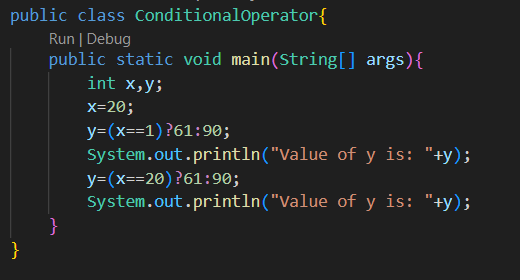 public class ConditionalOperator{
Run | Debug
public static void main(String[] args){
int x,y;
x=20;
y=(x==1)?61:90;
System.out.println("Value of y is: "+y);
y=(x==20)?61:90;
System.out.println("Value of y is: "+y);
}
}